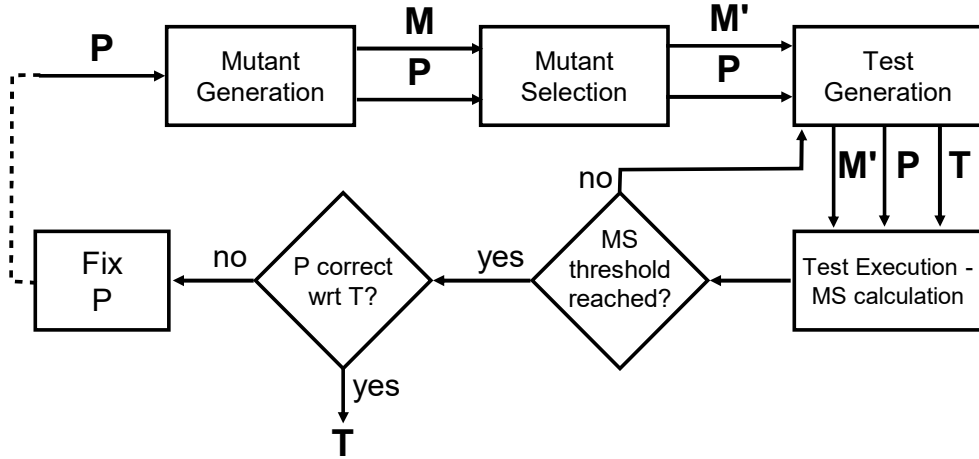 P
Mutant
Generation
M
P
Mutant
Selection
M'
P
Test
Generation
M' P T
Test Execution -
MS calculation
MS
threshold
reached?
no
yes
P correct
wrt T?
no
yes
Fix
P
T